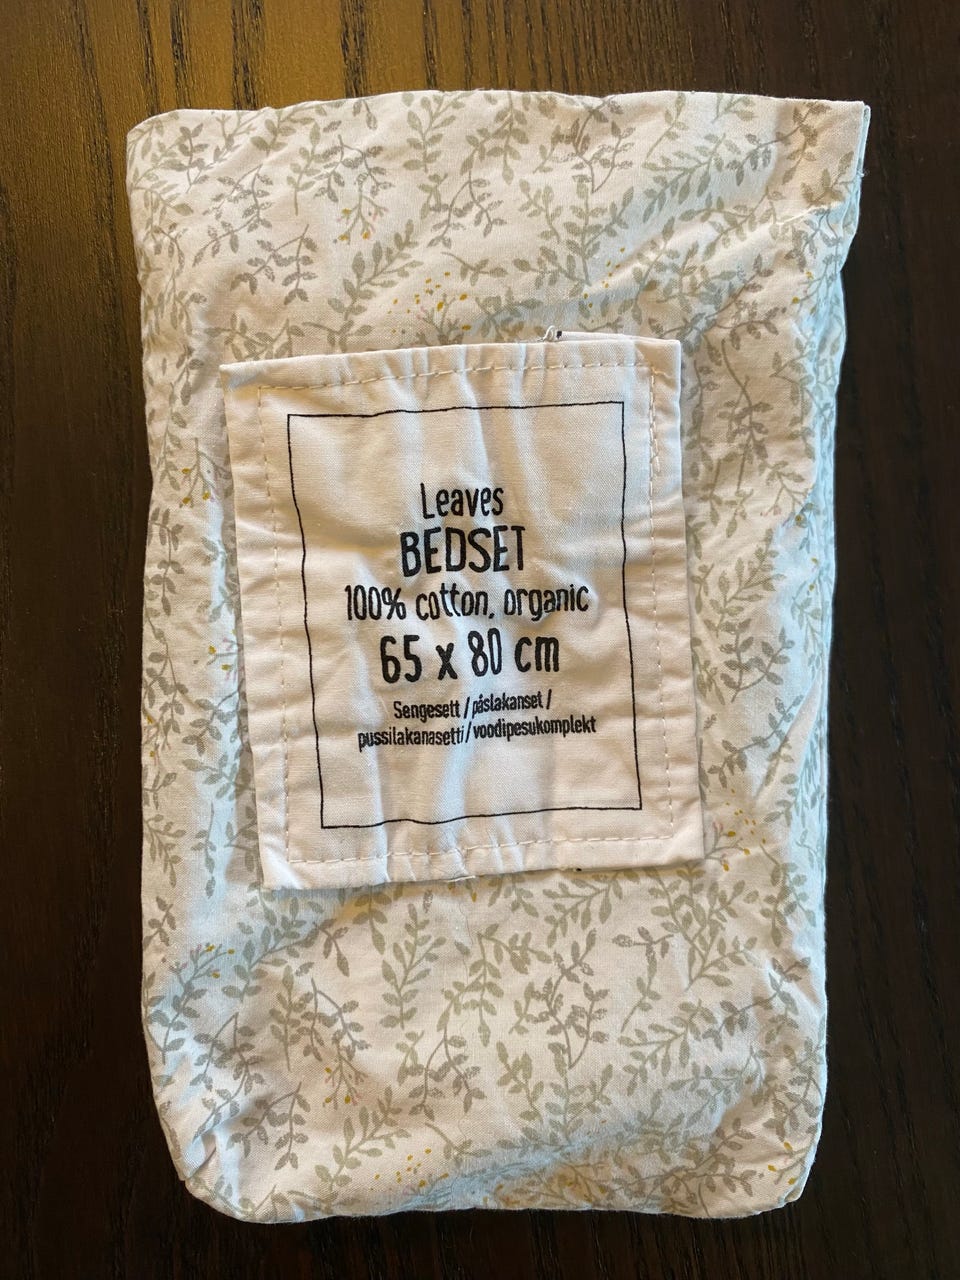 Leaves
BEDSET
100% cotton, organic
65 x 80 cm
Sengesett / påslakanset /
pussilakanasetti / voodipesukomplekt